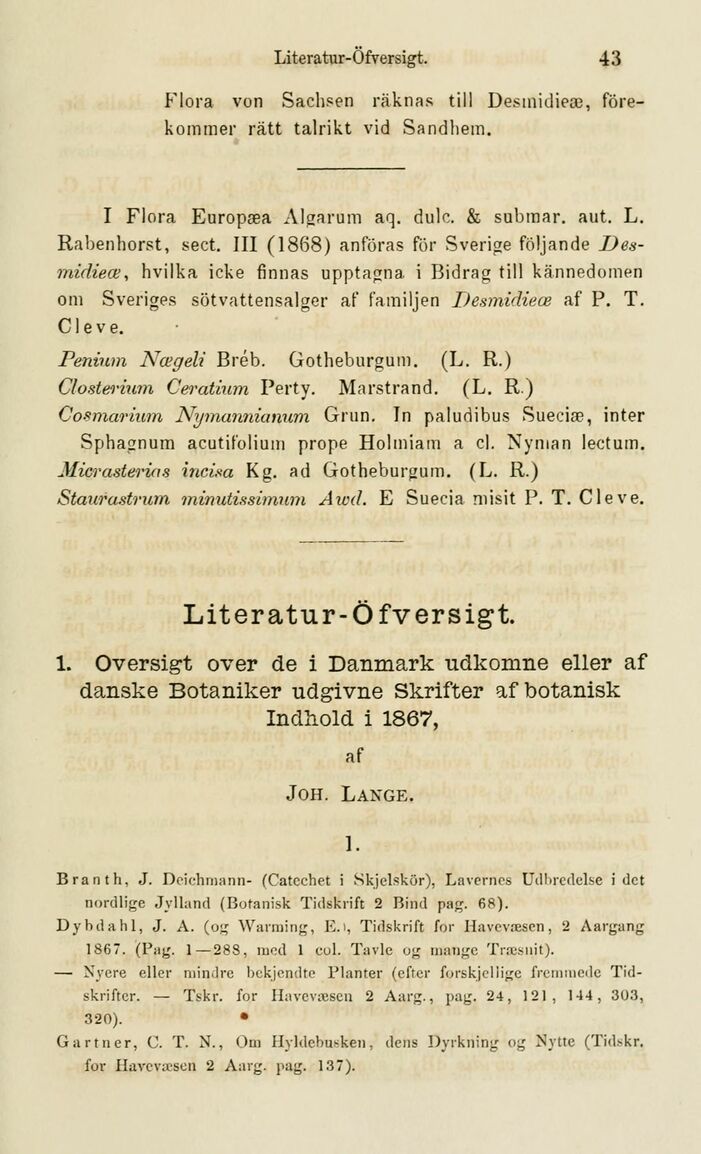 Literatur-Öfversigt. 43
Flora von Sachsen räknas till Desmidieæ, före-
kommer rätt talrikt vid Sandhem.
I Flora Europæa Algarum aq. dulc. & submar. aut. L.
Rabenhorst, sect. III (1868) anföras för Sverige följande Des-
midieæ, hvilka icke finnas upptagna i Bidrag till kännedomen
om Sveriges sötvattensalger af familjen Desmidieæ af P. T.
Cleve.
Penium Nægeli Bréb. Gotheburgum. (L. R.)
Closterium Ceratium Perty. Marstrand. (L. R.)
Cosmarium Nymannianum Grun. In paludibus Sueciæ, inter
Sphagnum acutifolium prope Holmiam a cl. Nyman lectum.
Micrasterias incisa Kg. ad Gotheburgum. (L. R.)
Staurastrum minutissimum Awd. E Suecia misit P. T. Cleve.
Literatur-Öfversigt.
1. Oversigt over de i Danmark udkomne eller af
danske Botaniker udgivne Skrifter af botanisk
Indhold i 1867,
af
JOH. LANGE.
1.
Branth, J. Deichmann- (Catechet i Skjelskör), Lavernes Udbredelse i det
nordlige Jylland (Botanisk Tidskrift 2 Bind pag. 68).
Dybdahl, J. A. (og Warming, E.), Tidskrift for Havevæsen, 2 Aargang
1867. (Pag. 1—288, med 1 col. Tavle og mange Træsnit).
— Nyere eller mindre bekjendte Planter (efter forskjellige fremmede Tid-
skrifter. — Tskr. for Havevæsen 2 Aarg., pag. 24, 121, 144, 303,
320).
Gartner, C. T. N., Om Hyldebusken, dens Dyrkning og Nytte (Tidskr.
for Havevæsen 2 Aarg. pag. 137).